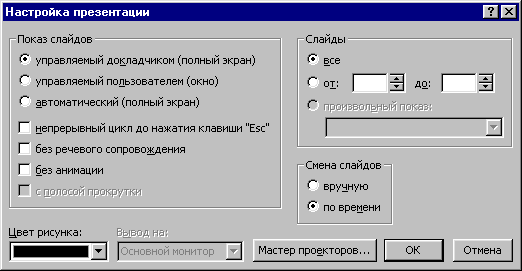 Настройка презентации
Показ слайдов
управляемый докладчиком (полный экран)
управляемый пользователем (окно)
автоматический (полный экран)
непрерывный цикл до нажатия клавиши "Esc"
без речевого сопровождения
без анимации
с полосой прокрутки
Слайды
все
от: до:
произвольный показ:
Смена слайдов
вручную
по времени
Цвет рисунка: Вывод на:
Основной монитор Мастер проекторов... ОК Отмена